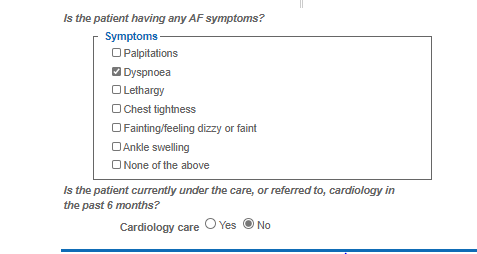 Is the patient having any AF symptoms?
Symptoms
Palpitations
Dyspnoea
Lethargy
Chest tightness
Fainting/feeling dizzy or faint
Ankle swelling
None of the above
Is the patient currently under the care, or referred to, cardiology in
the past 6 months?
Cardiology care Yes No